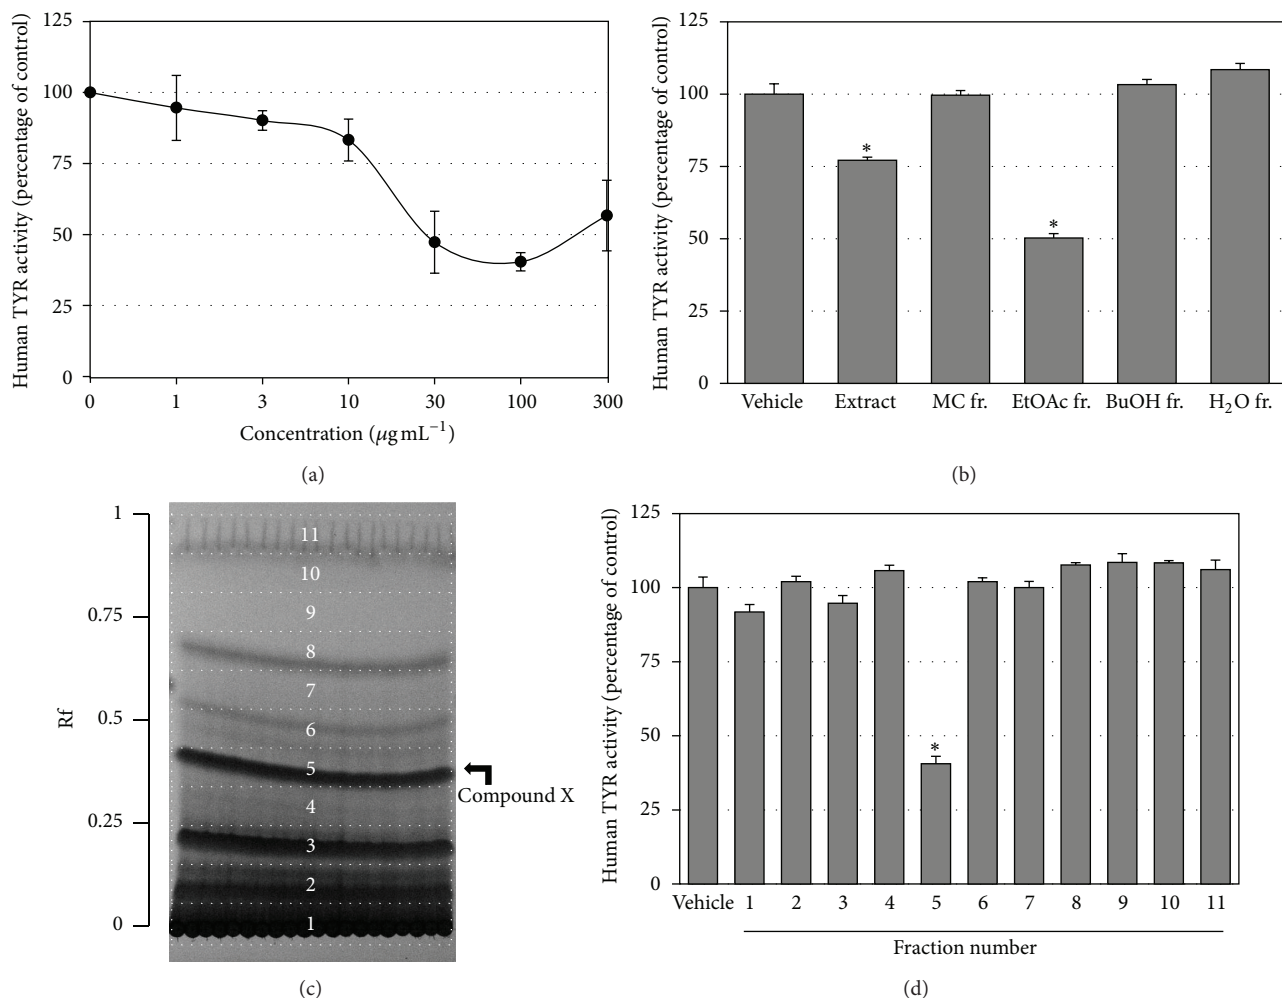 125
100
75
50
25
0
Human TYR activity (percentage of control)
0 1 3 10 30 100 300
Concentration (µg mL⁻¹)
(a)
125
100
75
50
25
0
Human TYR activity (percentage of control)
*
*
Vehicle Extract MC fr. EtOAc fr. BuOH fr. H₂O fr.
(b)
1
0.75
0.5
0.25
0
Rf
11
10
9
8
7
6
5
4
3
2
1
Compound X
(c)
125
100
75
50
25
0
Human TYR activity (percentage of control)
*
Vehicle 1 2 3 4 5 6 7 8 9 10 11
Fraction number
(d)